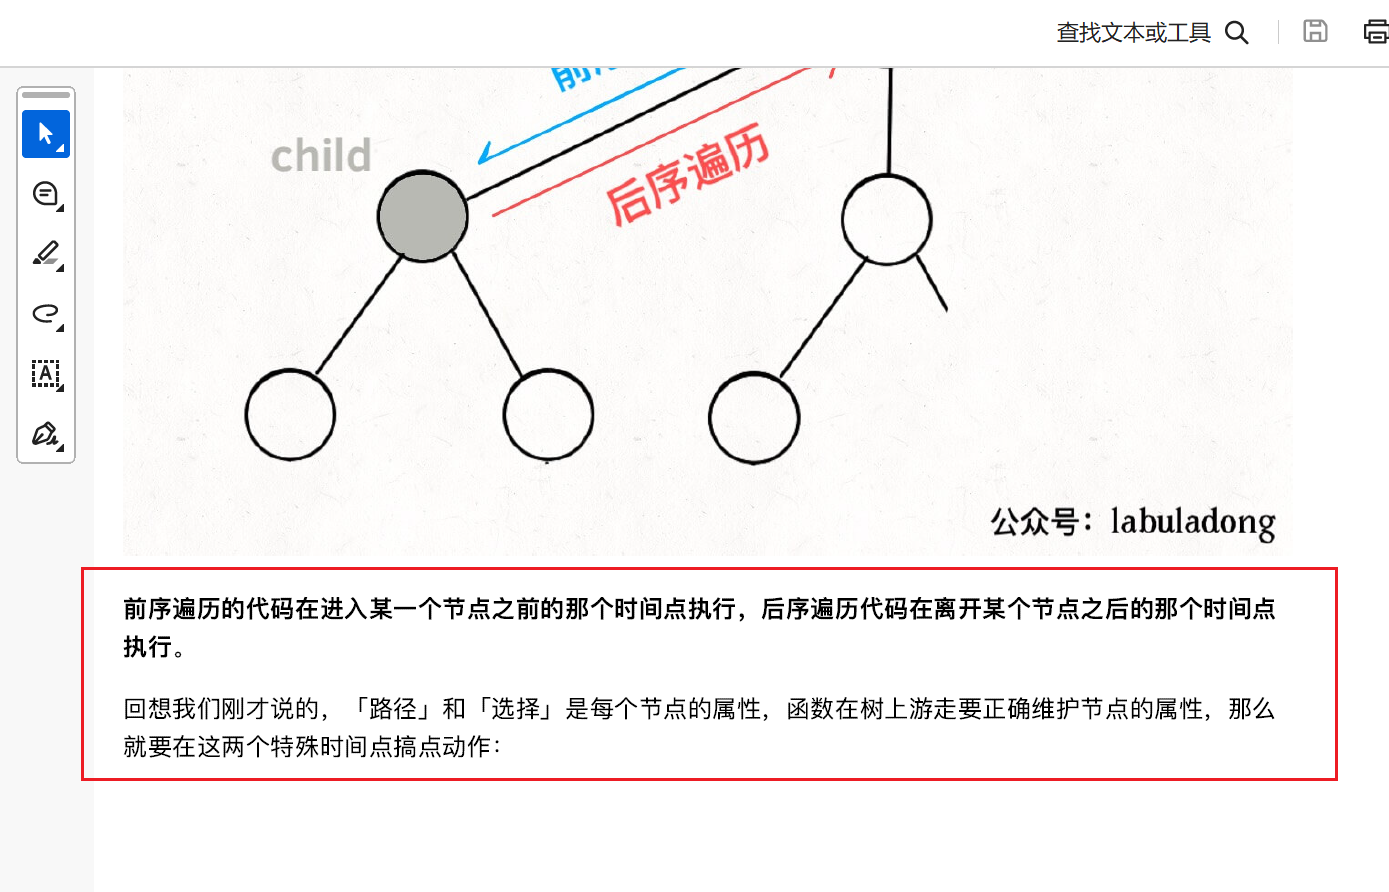 查找文本或工具
child
后序遍历
公众号：labuladong
前序遍历的代码在进入某一个节点之前的那个时间点执行，后序遍历代码在离开某个节点之后的那个时间点
执行。
回想我们刚才说的，「路径」和「选择」是每个节点的属性，函数在树上游走要正确维护节点的属性，那么
就要在这两个特殊时间点搞点动作：